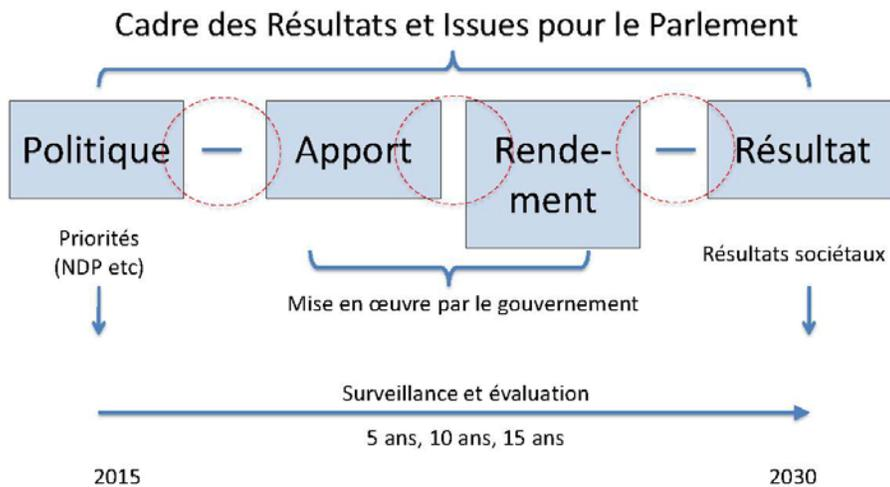 Cadre des Résultats et Issues pour le Parlement
Politique
Apport
Rende-
ment
Résultat
Priorités
(NDP etc)
Résultats sociétaux
Mise en œuvre par le gouvernement
Surveillance et évaluation
5 ans, 10 ans, 15 ans
2015
2030